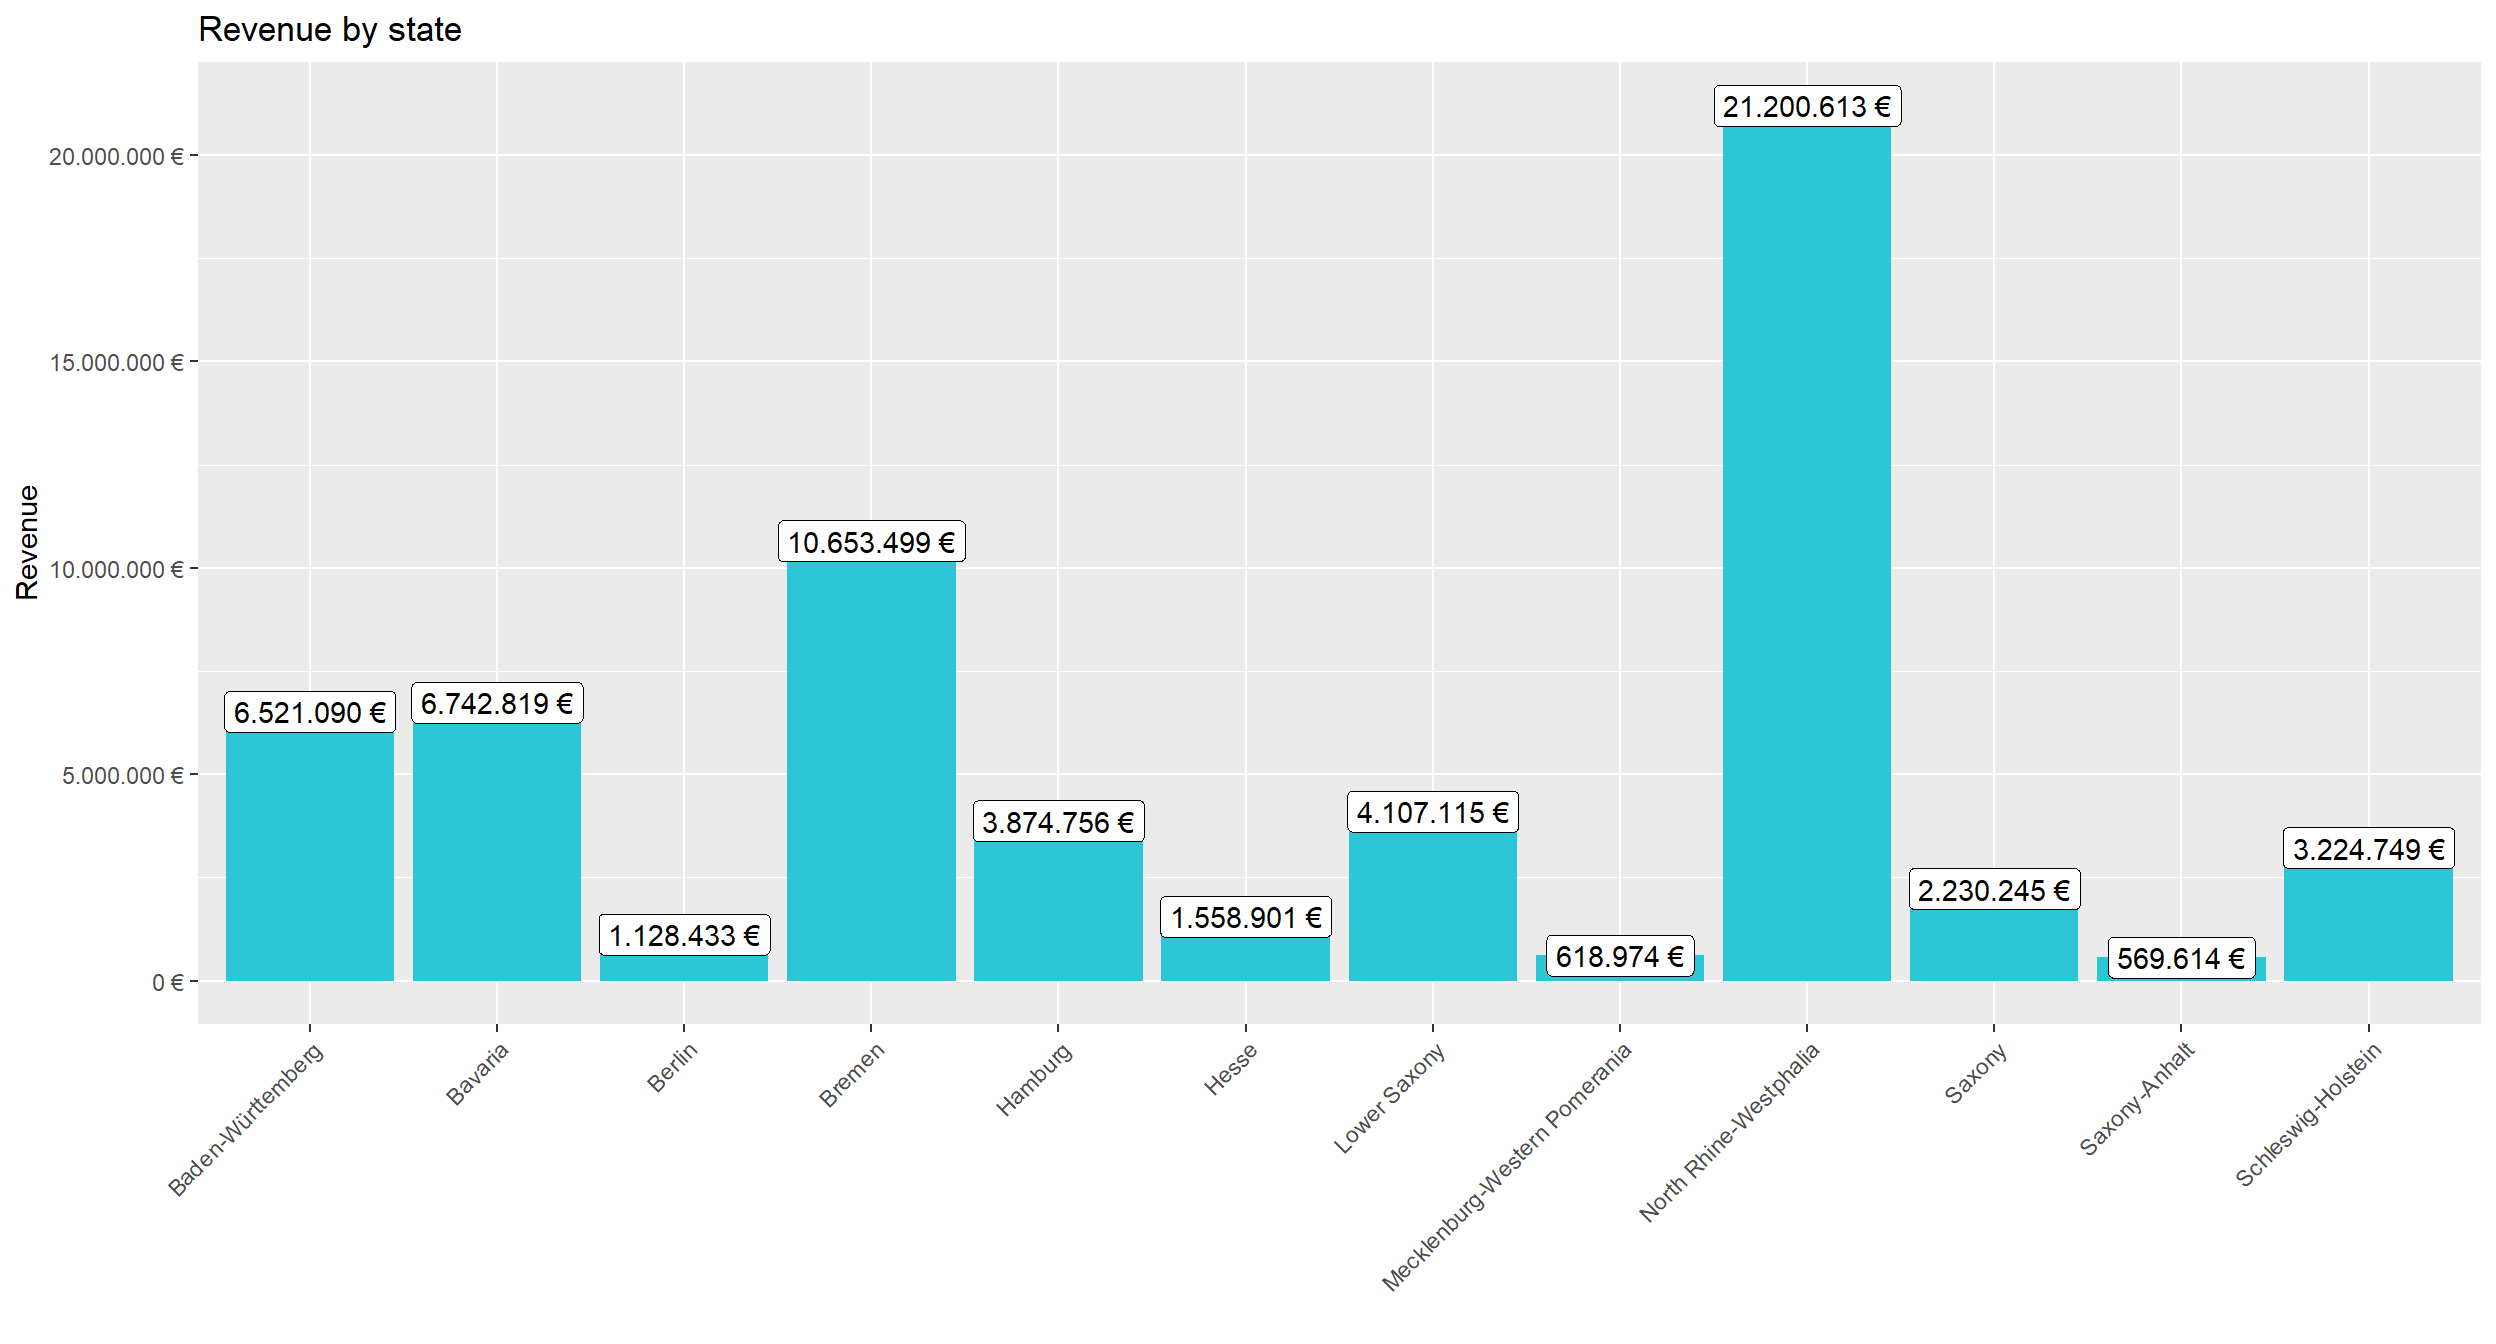 Revenue by state
Revenue
20.000.000 €
15.000.000 €
10.000.000 €
5.000.000 €
0 €
6.521.090 €
6.742.819 €
1.128.433 €
10.653.499 €
3.874.756 €
1.558.901 €
4.107.115 €
618.974 €
21.200.613 €
2.230.245 €
569.614 €
3.224.749 €
Baden-Württemberg
Bavaria
Berlin
Bremen
Hamburg
Hesse
Lower Saxony
Mecklenburg-Western Pomerania
North Rhine-Westphalia
Saxony
Saxony-Anhalt
Schleswig-Holstein